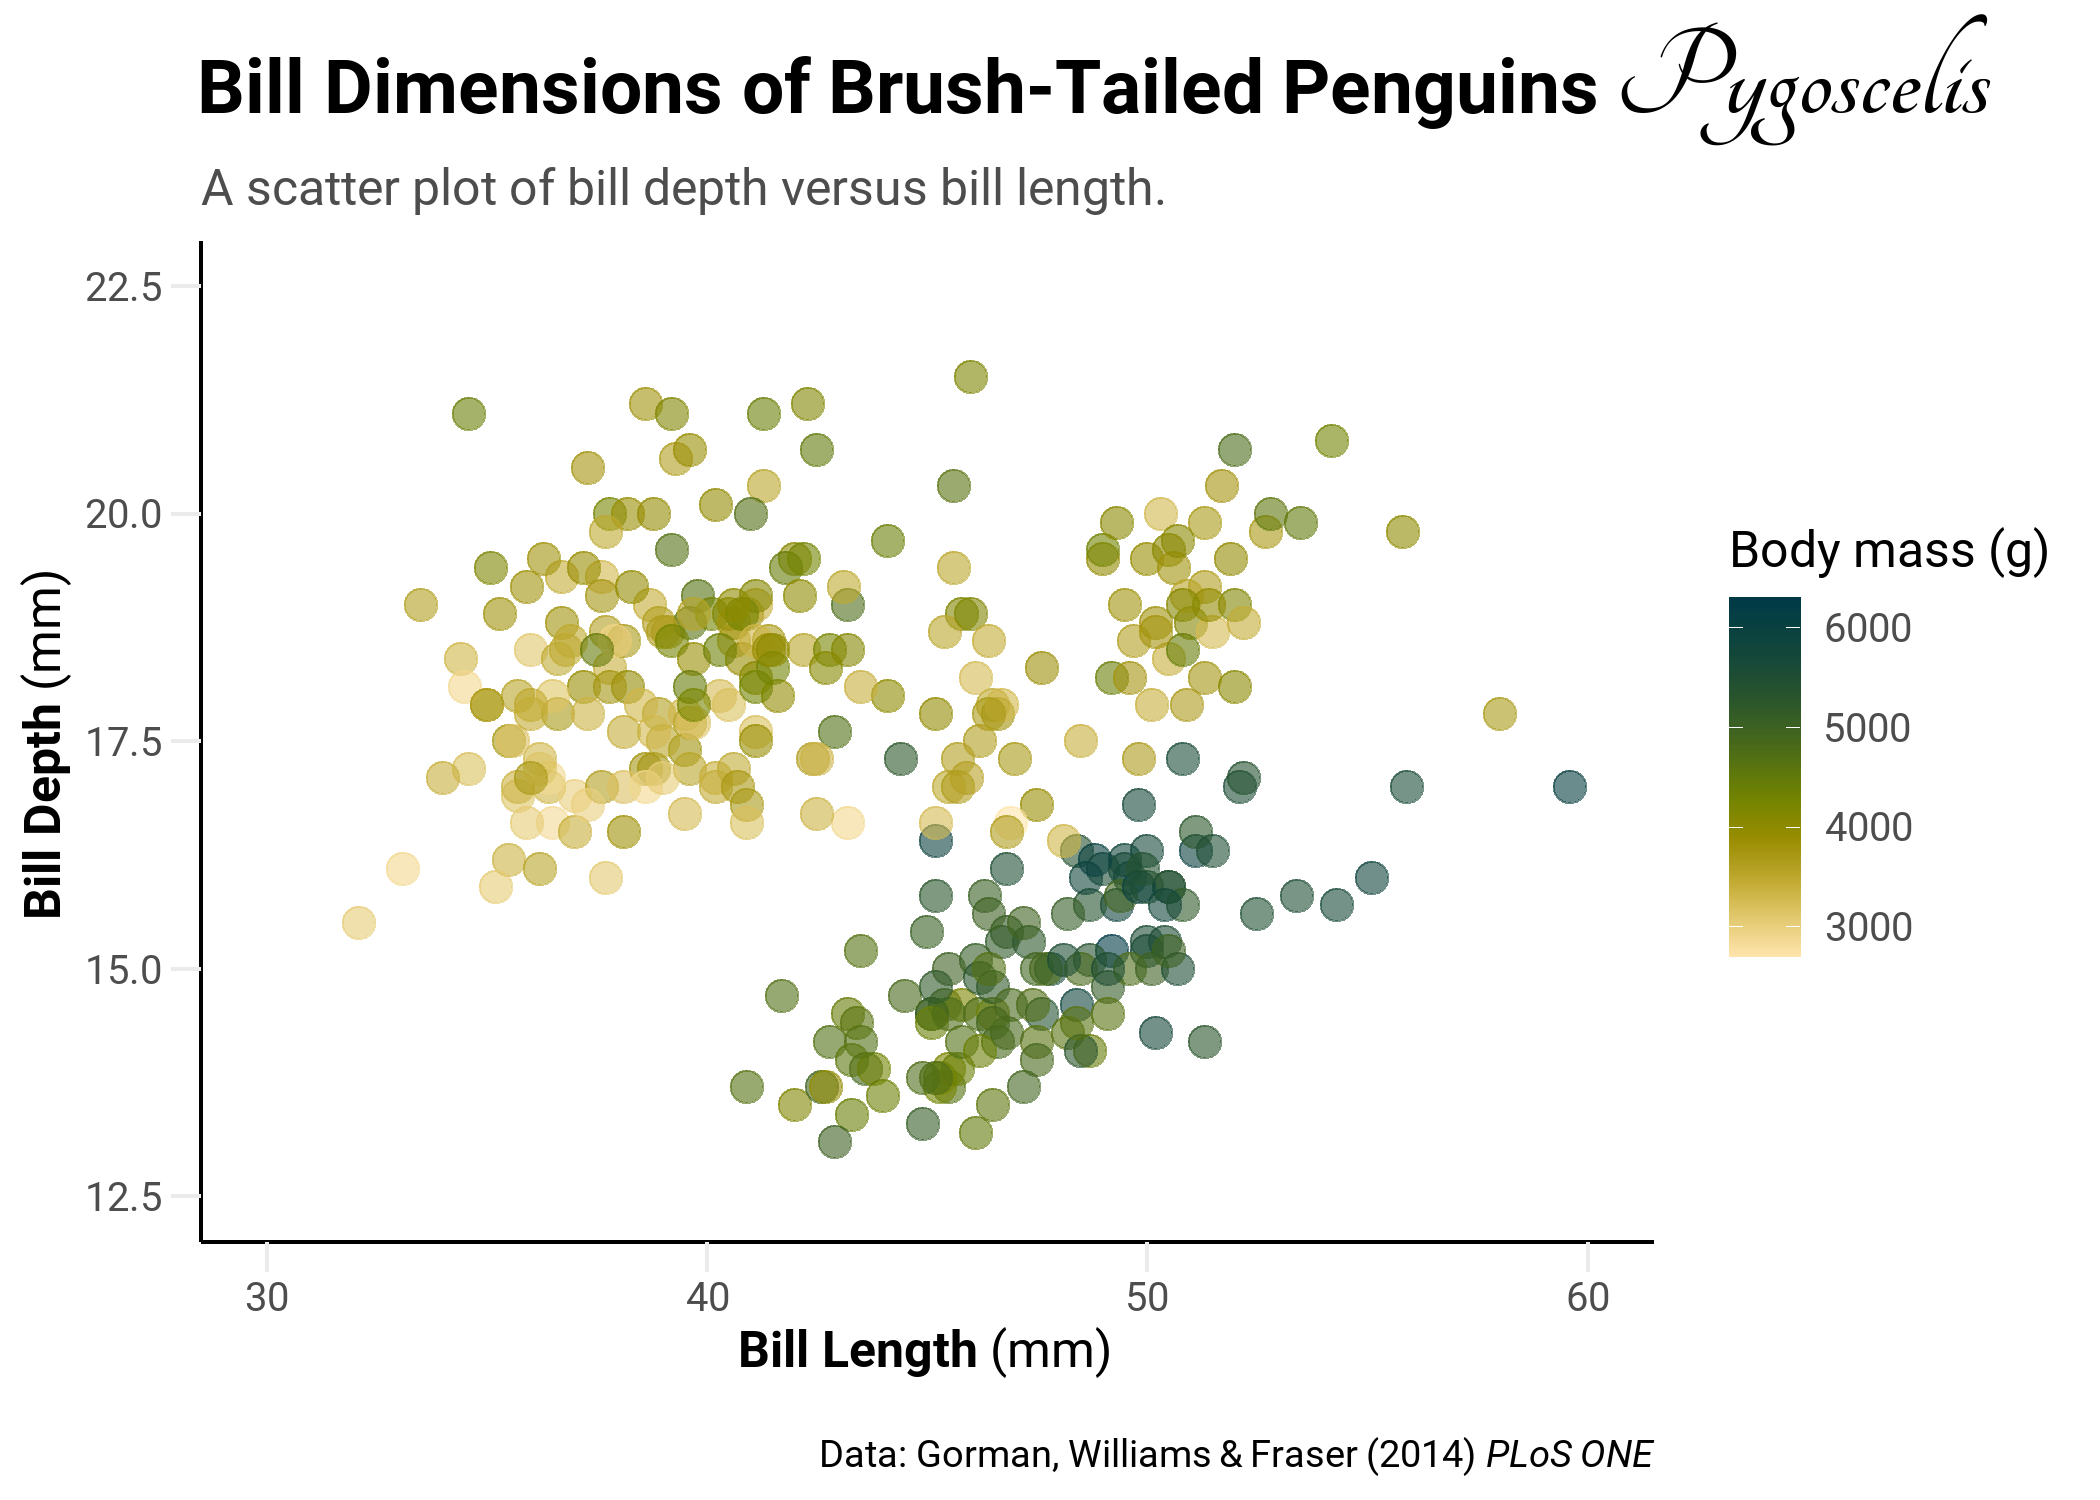 Bill Dimensions of Brush-Tailed Penguins Pygoscelis
A scatter plot of bill depth versus bill length.
22.5
20.0
17.5
15.0
12.5
Bill Depth (mm)
30 40 50 60
Bill Length (mm)
Body mass (g)
6000
5000
4000
3000
Data: Gorman, Williams & Fraser (2014) PLoS ONE